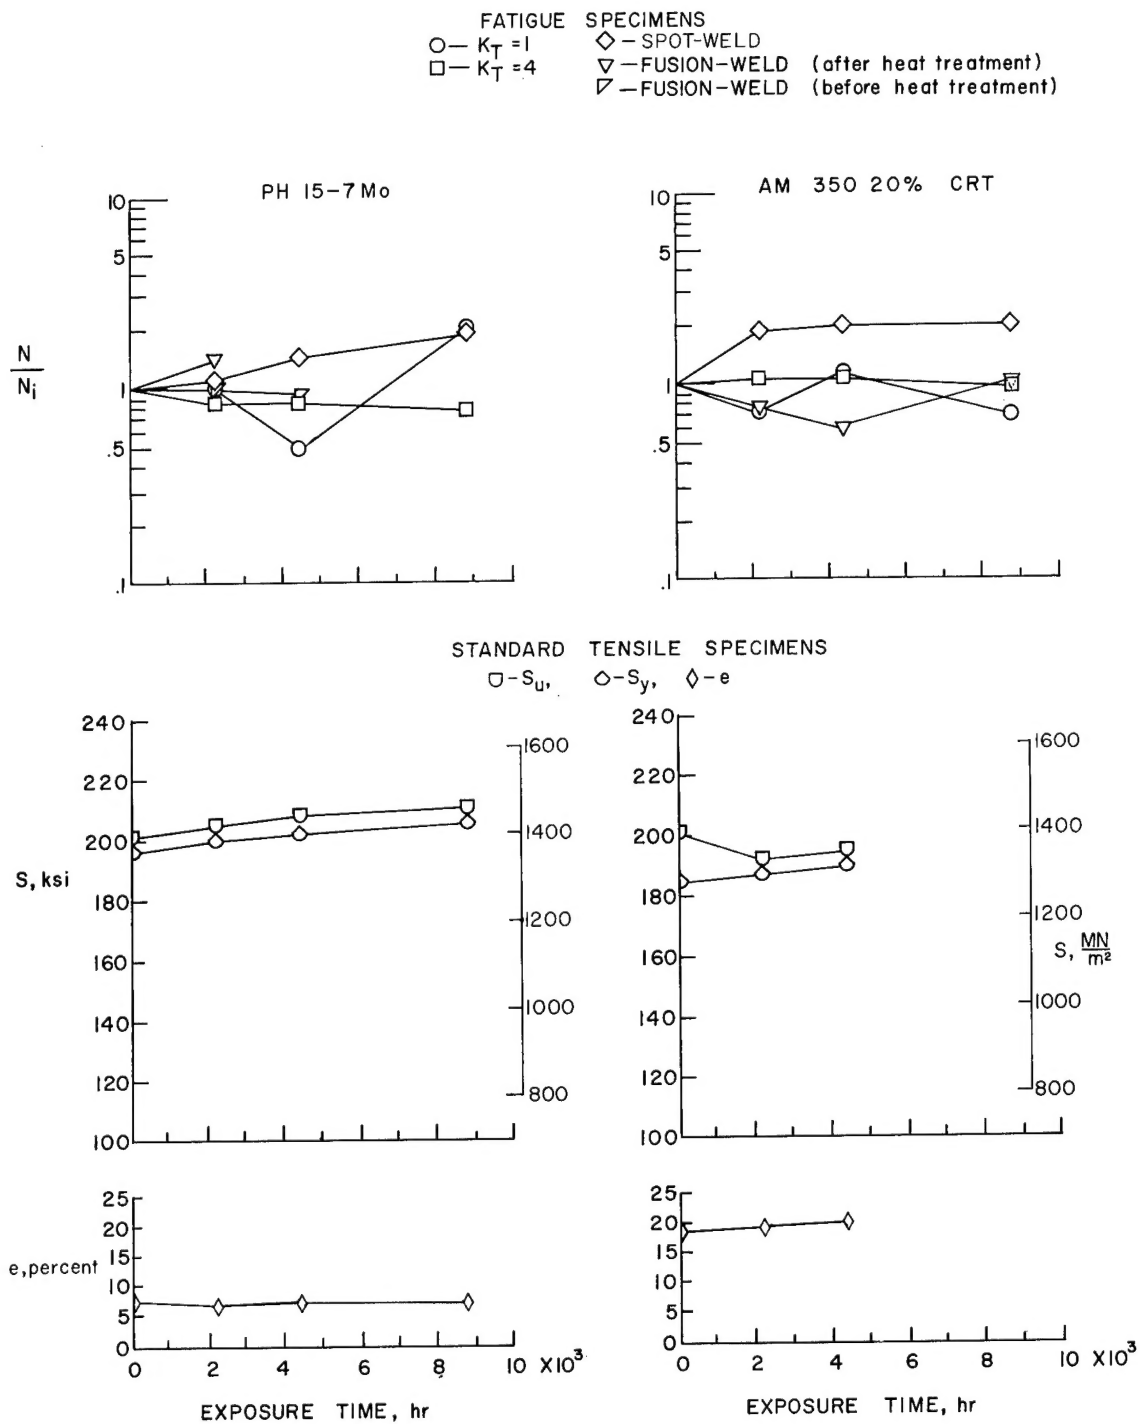 FATIGUE SPECIMENS
○— K_T =1 ◇ — SPOT-WELD
□— K_T =4 ▽ — FUSION-WELD (after heat treatment)
— FUSION-WELD (before heat treatment)
PH 15-7 Mo
AM 350 20% CRT
10
5
N
N_i
1
.5
.1
10
5
1
.5
.1
STANDARD TENSILE SPECIMENS
-S_u, -S_y, ◊-e
240
220
200
S, ksi
180
160
140
120
100
1600
1400
1200
1000
800
240
220
200
180
160
140
120
100
1600
1400
1200
S, MN
m²
1000
800
25
20
15
e, percent
10
5
0
0 2 4 6 8 10 X10³
EXPOSURE TIME, hr
25
20
15
10
5
0
0 2 4 6 8 10 X10³
EXPOSURE TIME, hr